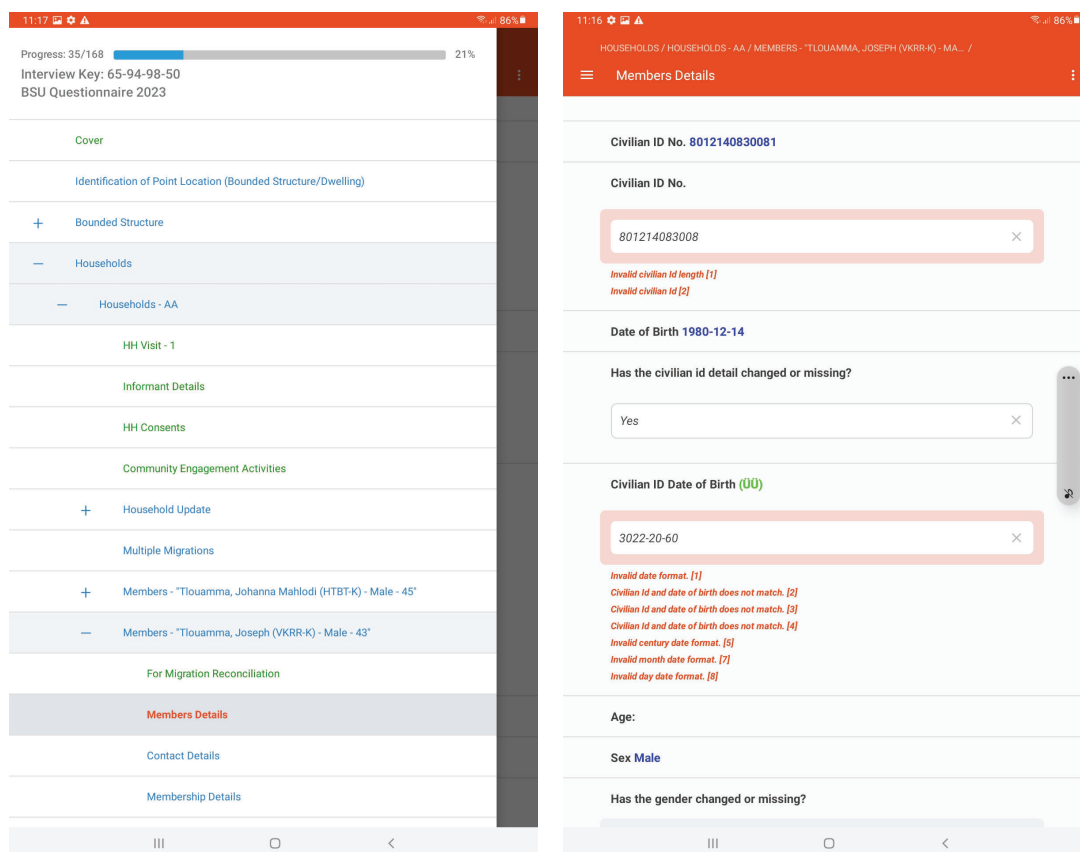 11:17
86%
Progress: 35/168
21%
Interview Key: 65-94-98-50
BSU Questionnaire 2023
Cover
Identification of Point Location (Bounded Structure/Dwelling)
Bounded Structure
Households
Households - AA
HH Visit - 1
Informant Details
HH Consents
Community Engagement Activities
Household Update
Multiple Migrations
Members - "Tlouamma, Johanna Mahlodi (HTBT-K) - Male - 45"
Members - "Tlouamma, Joseph (VKRR-K) - Male - 43"
For Migration Reconciliation
Members Details
Contact Details
Membership Details
11:16
86%
HOUSEHOLDS / HOUSEHOLDS - AA / MEMBERS - "TLOUAMMA, JOSEPH (VKRR-K) - MA... /
Members Details
Civilian ID No. 8012140830081
Civilian ID No.
801214083008
Invalid civilian Id length [1]
Invalid civilian Id [2]
Date of Birth 1980-12-14
Has the civilian id detail changed or missing?
Yes
Civilian ID Date of Birth (ÜÜ)
3022-20-60
Invalid date format. [1]
Civilian Id and date of birth does not match. [2]
Civilian Id and date of birth does not match. [3]
Civilian Id and date of birth does not match. [4]
Invalid century date format. [5]
Invalid month date format. [7]
Invalid day date format. [8]
Age:
Sex Male
Has the gender changed or missing?